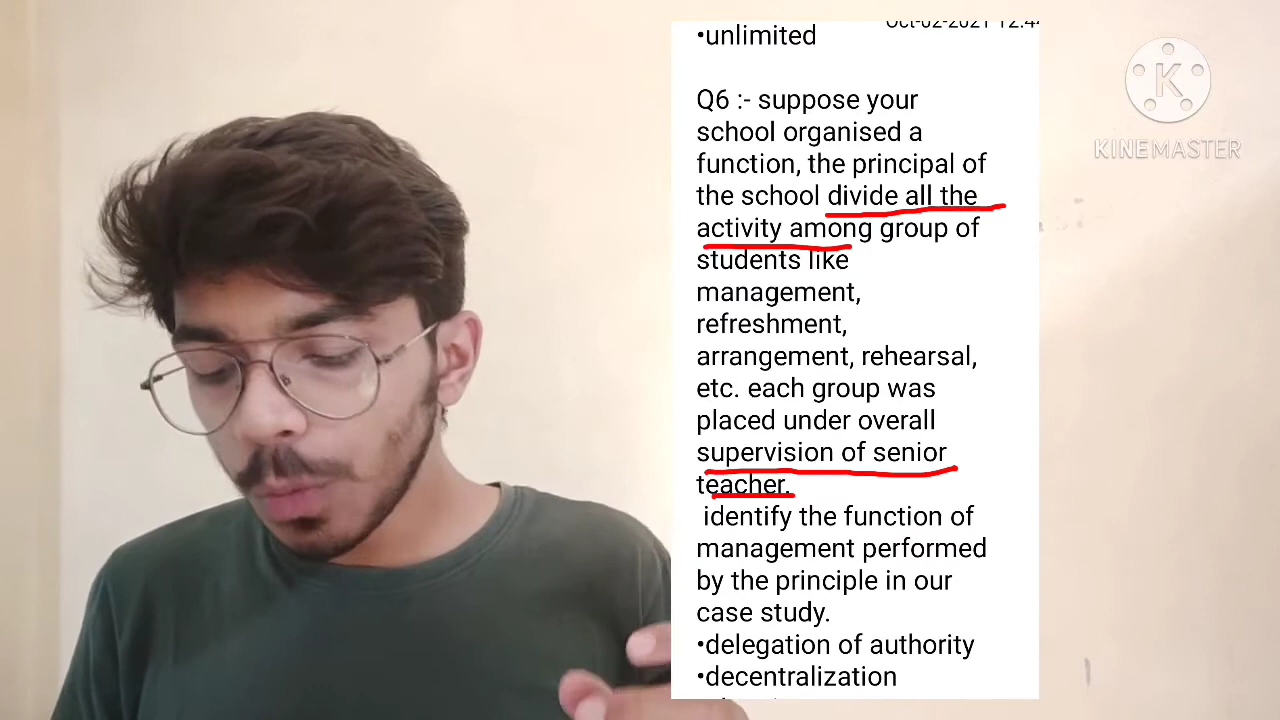 •unlimited
Q6 :- suppose your
school organised a
function, the principal of
the school divide all the
activity among group of
students like
management,
refreshment,
arrangement, rehearsal,
etc. each group was
placed under overall
supervision of senior
teacher.
identify the function of
management performed
by the principle in our
case study.
•delegation of authority
•decentralization
K
KINEMASTER